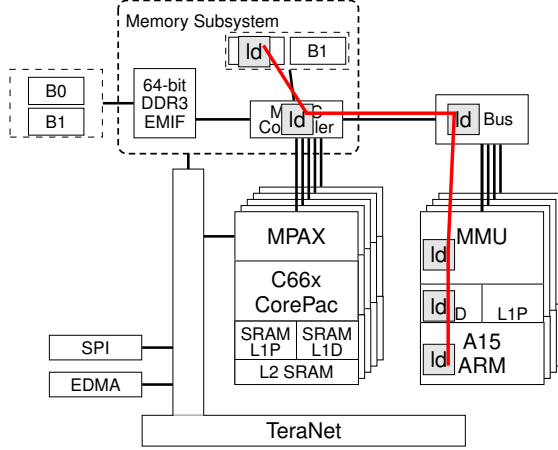 Memory Subsystem
ld
B1
B0
B1
64-bit
DDR3
EMIF
ld
ld Bus
MPAX
C66x
CorePac
SRAM
L1P
SRAM
L1D
L2 SRAM
MMU
ld
ld D
L1P
A15
ld
ARM
SPI
EDMA
TeraNet